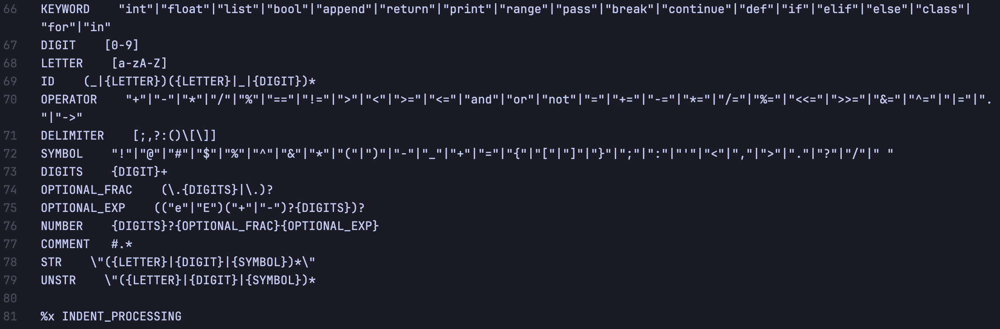 66 KEYWORD    "int"|"float"|"list"|"bool"|"append"|"return"|"print"|"range"|"pass"|"break"|"continue"|"def"|"if"|"elif"|"else"|"class"|
"for"|"in"
67 DIGIT    [0-9]
68 LETTER    [a-zA-Z]
69 ID    (_|{LETTER})({LETTER}|_|{DIGIT})*
70 OPERATOR    "+"|"-"|"*"|"/"|"%"|"=="|"!="|">"|"<"|">="|"<="|"and"|"or"|"not"|"="|"+="|"-="|"*="|"/="|"%="|"<<="|">>="|"&="|"^="|"|="|".
"|"->"
71 DELIMITER    [;,?:()\[\]]
72 SYMBOL    "!"|"@"|"#"|"$"|"%"|"^"|"&"|"*"|"("|")"|"-"|"_"|"+"|"="|"{"|"["|"]"|"}"|";"|":"|"'"|"<"|","|">"|"."|"?"|"/"|" "
73 DIGITS    {DIGIT}+
74 OPTIONAL_FRAC    (\.{DIGITS}|\.)?
75 OPTIONAL_EXP    (("e"|"E")("+"|"-")?{DIGITS})?
76 NUMBER    {DIGITS}?{OPTIONAL_FRAC}{OPTIONAL_EXP}
77 COMMENT   #.*
78 STR    \"({LETTER}|{DIGIT}|{SYMBOL})*\"
79 UNSTR    \"({LETTER}|{DIGIT}|{SYMBOL})*
80
81 %x INDENT_PROCESSING